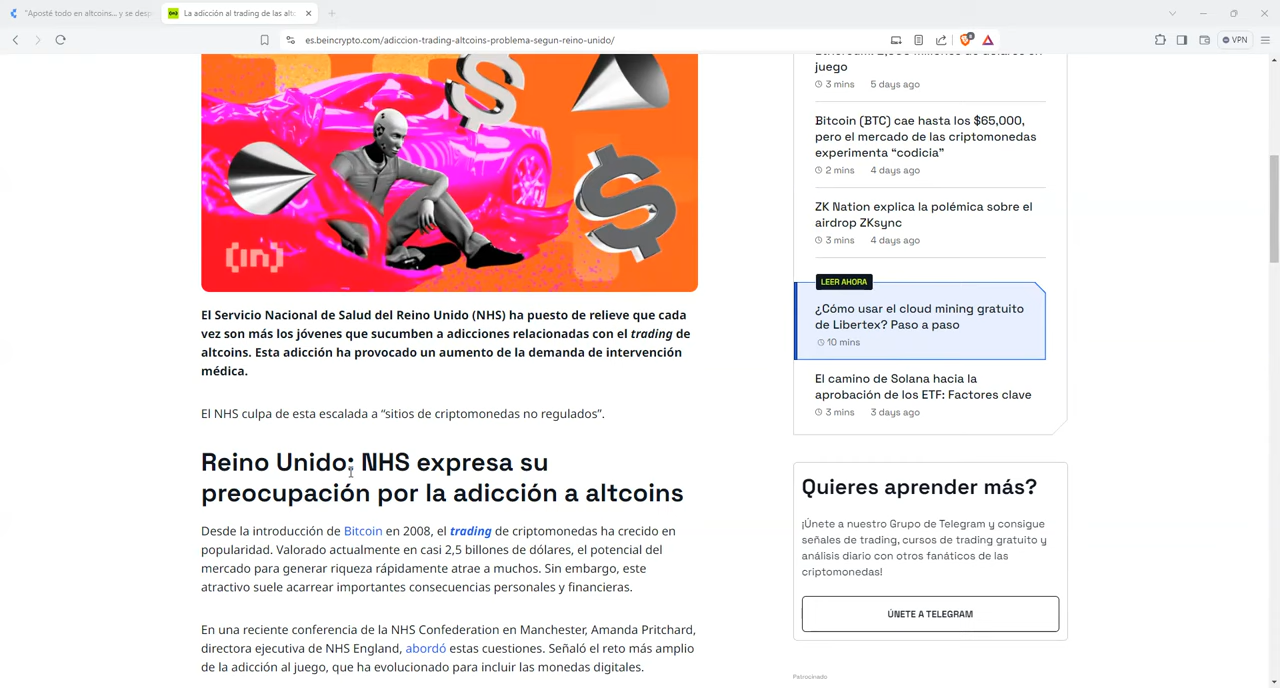 "Aposté todo en altcoins... y se desp
La adicción al trading de las alt
es.beincrypto.com/adiccion-trading-altcoins-problema-segun-reino-unido/
VPN
(in)
El Servicio Nacional de Salud del Reino Unido (NHS) ha puesto de relieve que cada
vez son más los jóvenes que sucumben a adicciones relacionadas con el trading de
altcoins. Esta adicción ha provocado un aumento de la demanda de intervención
médica.
El NHS culpa de esta escalada a “sitios de criptomonedas no regulados”.
Reino Unido: NHS expresa su
preocupación por la adicción a altcoins
Desde la introducción de Bitcoin en 2008, el trading de criptomonedas ha crecido en
popularidad. Valorado actualmente en casi 2,5 billones de dólares, el potencial del
mercado para generar riqueza rápidamente atrae a muchos. Sin embargo, este
atractivo suele acarrear importantes consecuencias personales y financieras.
En una reciente conferencia de la NHS Confederation en Manchester, Amanda Pritchard,
directora ejecutiva de NHS England, abordó estas cuestiones. Señaló el reto más amplio
de la adicción al juego, que ha evolucionado para incluir las monedas digitales.
juego
3 mins 5 days ago
Bitcoin (BTC) cae hasta los $65,000,
pero el mercado de las criptomonedas
experimenta “codicia”
2 mins 4 days ago
ZK Nation explica la polémica sobre el
airdrop ZKsync
3 mins 4 days ago
LEER AHORA
¿Cómo usar el cloud mining gratuito
de Libertex? Paso a paso
10 mins
El camino de Solana hacia la
aprobación de los ETF: Factores clave
3 mins 3 days ago
Quieres aprender más?
¡Únete a nuestro Grupo de Telegram y consigue
señales de trading, cursos de trading gratuito y
análisis diario con otros fanáticos de las
criptomonedas!
ÚNETE A TELEGRAM
Patrocinado